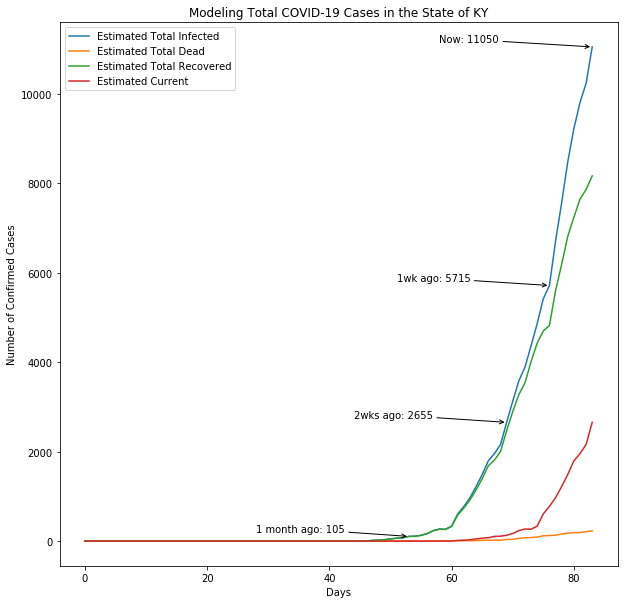 Modeling Total COVID-19 Cases in the State of KY
Estimated Total Infected
Estimated Total Dead
Estimated Total Recovered
Estimated Current
Now: 11050
1wk ago: 5715
2wks ago: 2655
1 month ago: 105
Number of Confirmed Cases
10000
8000
6000
4000
2000
0
0 20 40 60 80
Days